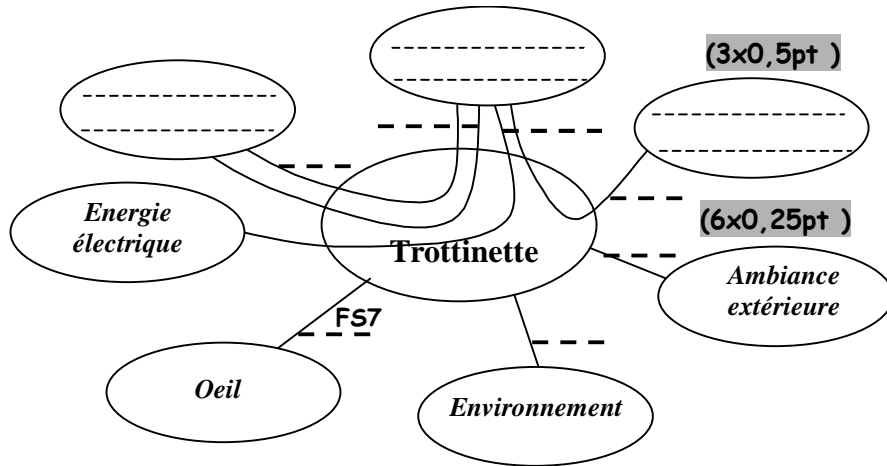 (3x0,5pt )
Energie
électrique
Trottinette
(6x0,25pt )
Ambiance
extérieure
FS7
Oeil
Environnement